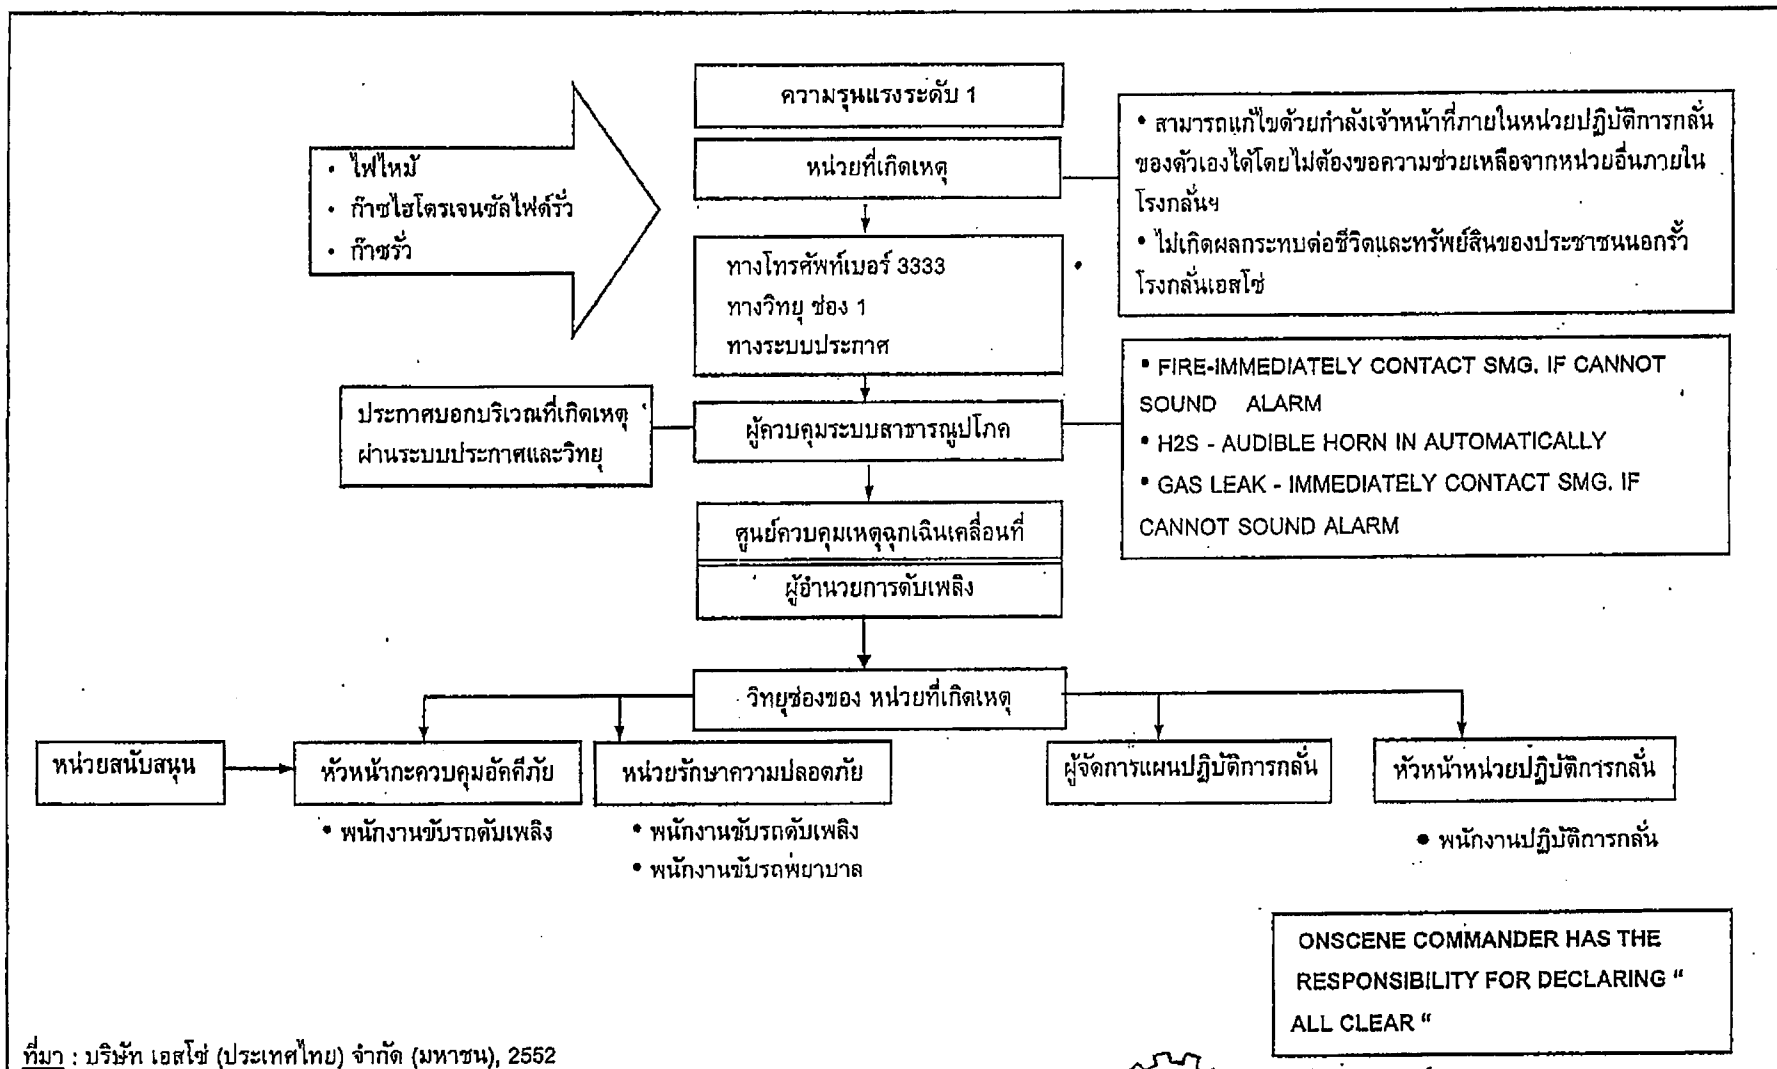 ความรุนแรงระดับ 1
• ไฟไหม้
• ก๊าซไฮโดรเจนซัลไฟด์รั่ว
• ก๊าซรั่ว
หน่วยที่เกิดเหตุ
• สามารถแก้ไขด้วยกำลังเจ้าหน้าที่ภายในหน่วยปฏิบัติการกลั่น
ของตัวเองได้โดยไม่ต้องขอความช่วยเหลือจากหน่วยอื่นภายใน
โรงกลั่นฯ
• ไม่เกิดผลกระทบต่อชีวิตและทรัพย์สินของประชาชนนอกรั้ว
โรงกลั่นเอสโซ่
ทางโทรศัพท์เบอร์ 3333
ทางวิทยุ ช่อง 1
ทางระบบประกาศ
ประกาศบอกบริเวณที่เกิดเหตุ
ผ่านระบบประกาศและวิทยุ
ผู้ควบคุมระบบสาธารณูปโภค
• FIRE-IMMEDIATELY CONTACT SMG. IF CANNOT
SOUND ALARM
• H2S - AUDIBLE HORN IN AUTOMATICALLY
• GAS LEAK - IMMEDIATELY CONTACT SMG. IF
CANNOT SOUND ALARM
ศูนย์ควบคุมเหตุฉุกเฉินเคลื่อนที่
ผู้อำนวยการดับเพลิง
วิทยุช่องของ หน่วยที่เกิดเหตุ
หน่วยสนับสนุน
หัวหน้ากะควบคุมอัคคีภัย
• พนักงานขับรถดับเพลิง
หน่วยรักษาความปลอดภัย
• พนักงานขับรถดับเพลิง
• พนักงานขับรถพยาบาล
ผู้จัดการแผนปฏิบัติการกลั่น
หัวหน้าหน่วยปฏิบัติการกลั่น
• พนักงานปฏิบัติการกลั่น
ONSCENE COMMANDER HAS THE
RESPONSIBILITY FOR DECLARING “
ALL CLEAR “
ที่มา : บริษัท เอสโซ่ (ประเทศไทย) จำกัด (มหาชน), 2552